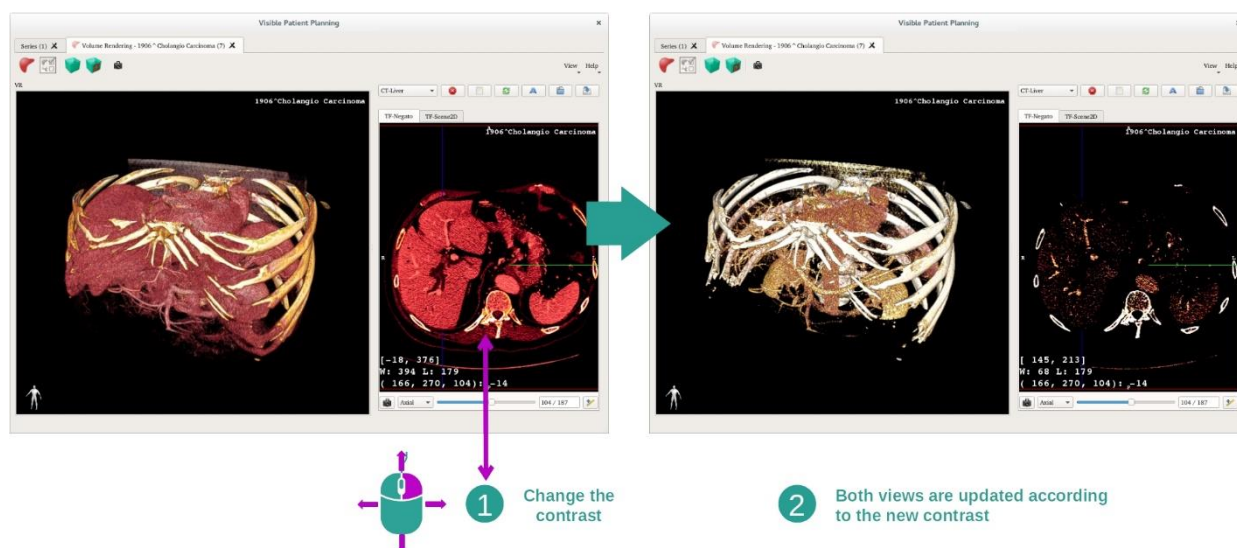 Visible Patient Planning
Series (1) Volume Rendering - 1906 ^ Cholangio Carcinoma (7)
View Help
VR
1906^Cholangio Carcinoma
CT-Liver
TF-Negato TF-Scene2D
1906^Cholangio Carcinoma
[-18, 376]
W: 394 L: 179
( 166, 270, 104): -14
Axial 104 / 187
Visible Patient Planning
Series (1) Volume Rendering - 1906 ^ Cholangio Carcinoma (7)
View Help
VR
1906^Cholangio Carcinoma
CT-Liver
TF-Negato TF-Scene2D
1906^Cholangio Carcinoma
[ 145, 213]
W: 68 L: 179
( 166, 270, 104): -14
Axial 104 / 187
1 Change the
contrast
2 Both views are updated according
to the new contrast